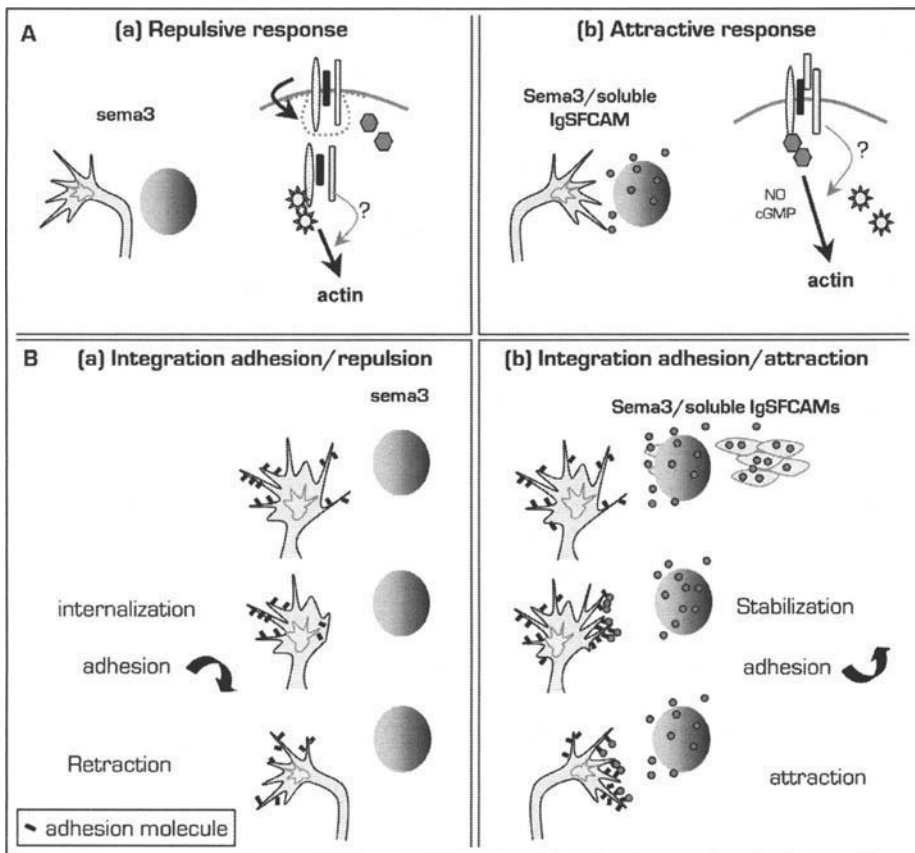 A
(a) Repulsive response
sema3
?
actin
(b) Attractive response
Sema3/soluble
IgSFCAM
?
NO
cGMP
actin
B
(a) Integration adhesion/repulsion
sema3
internalization
adhesion
Retraction
adhesion molecule
(b) Integration adhesion/attraction
Sema3/soluble IgSFCAMs
Stabilization
adhesion
attraction